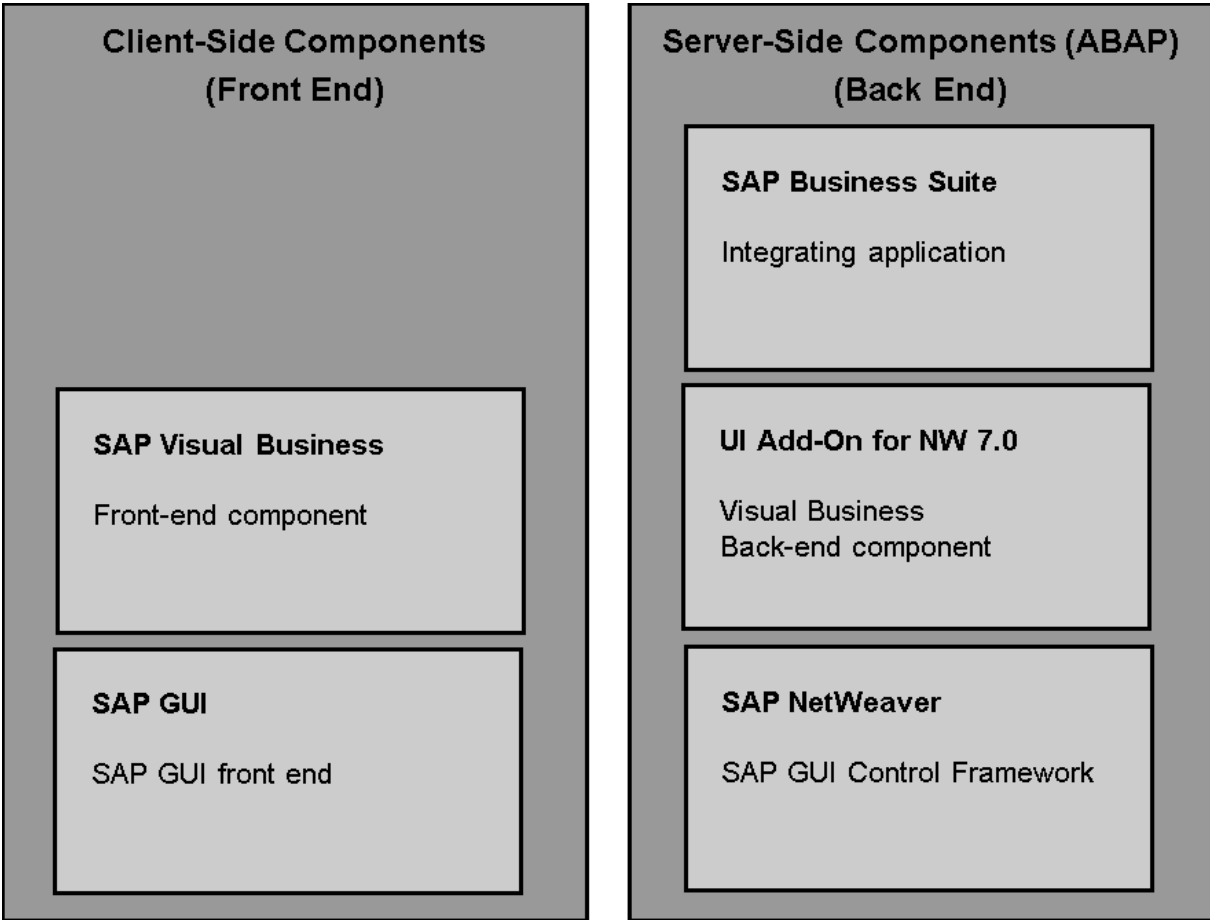 Client-Side Components
(Front End)
SAP Visual Business
Front-end component
SAP GUI
SAP GUI front end
Server-Side Components (ABAP)
(Back End)
SAP Business Suite
Integrating application
UI Add-On for NW 7.0
Visual Business
Back-end component
SAP NetWeaver
SAP GUI Control Framework